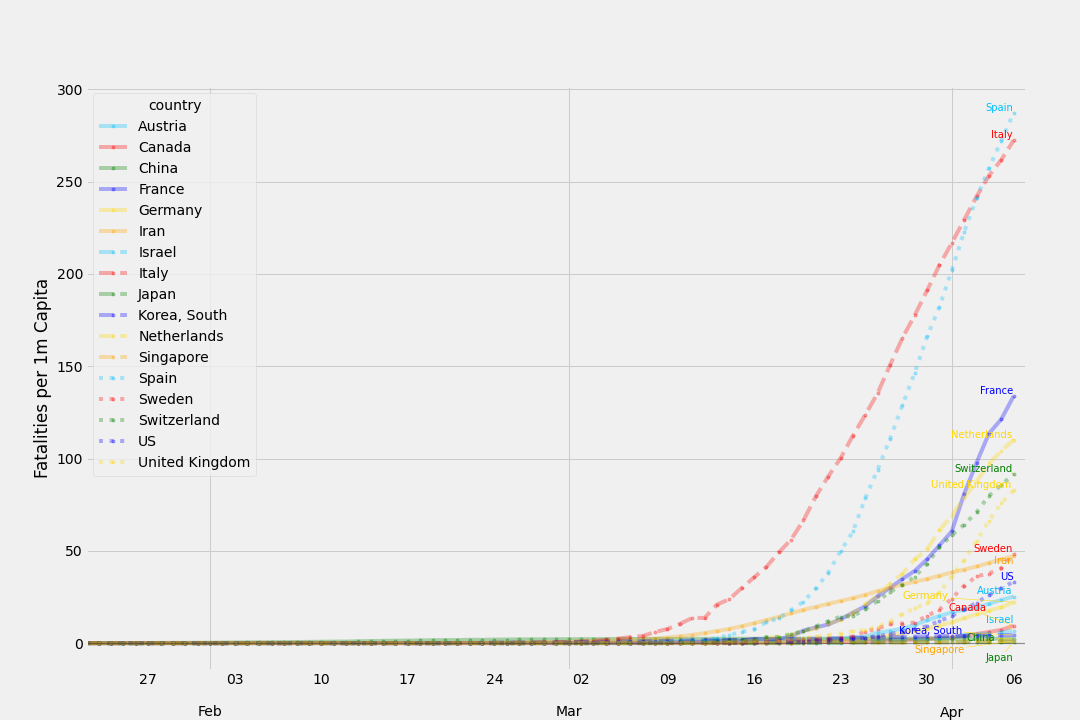 300
250
200
150
100
50
0
Fatalities per 1m Capita
country
Austria
Canada
China
France
Germany
Iran
Israel
Italy
Japan
Korea, South
Netherlands
Singapore
Spain
Sweden
Switzerland
US
United Kingdom
Spain
Italy
France
Netherlands
Switzerland
United Kingdom
Sweden
Iran
US
Austria
Germany
Canada
Israel
Korea, South
China
Singapore
Japan
27 03 10 17 24 02 09 16 23 30 06
Feb Mar Apr